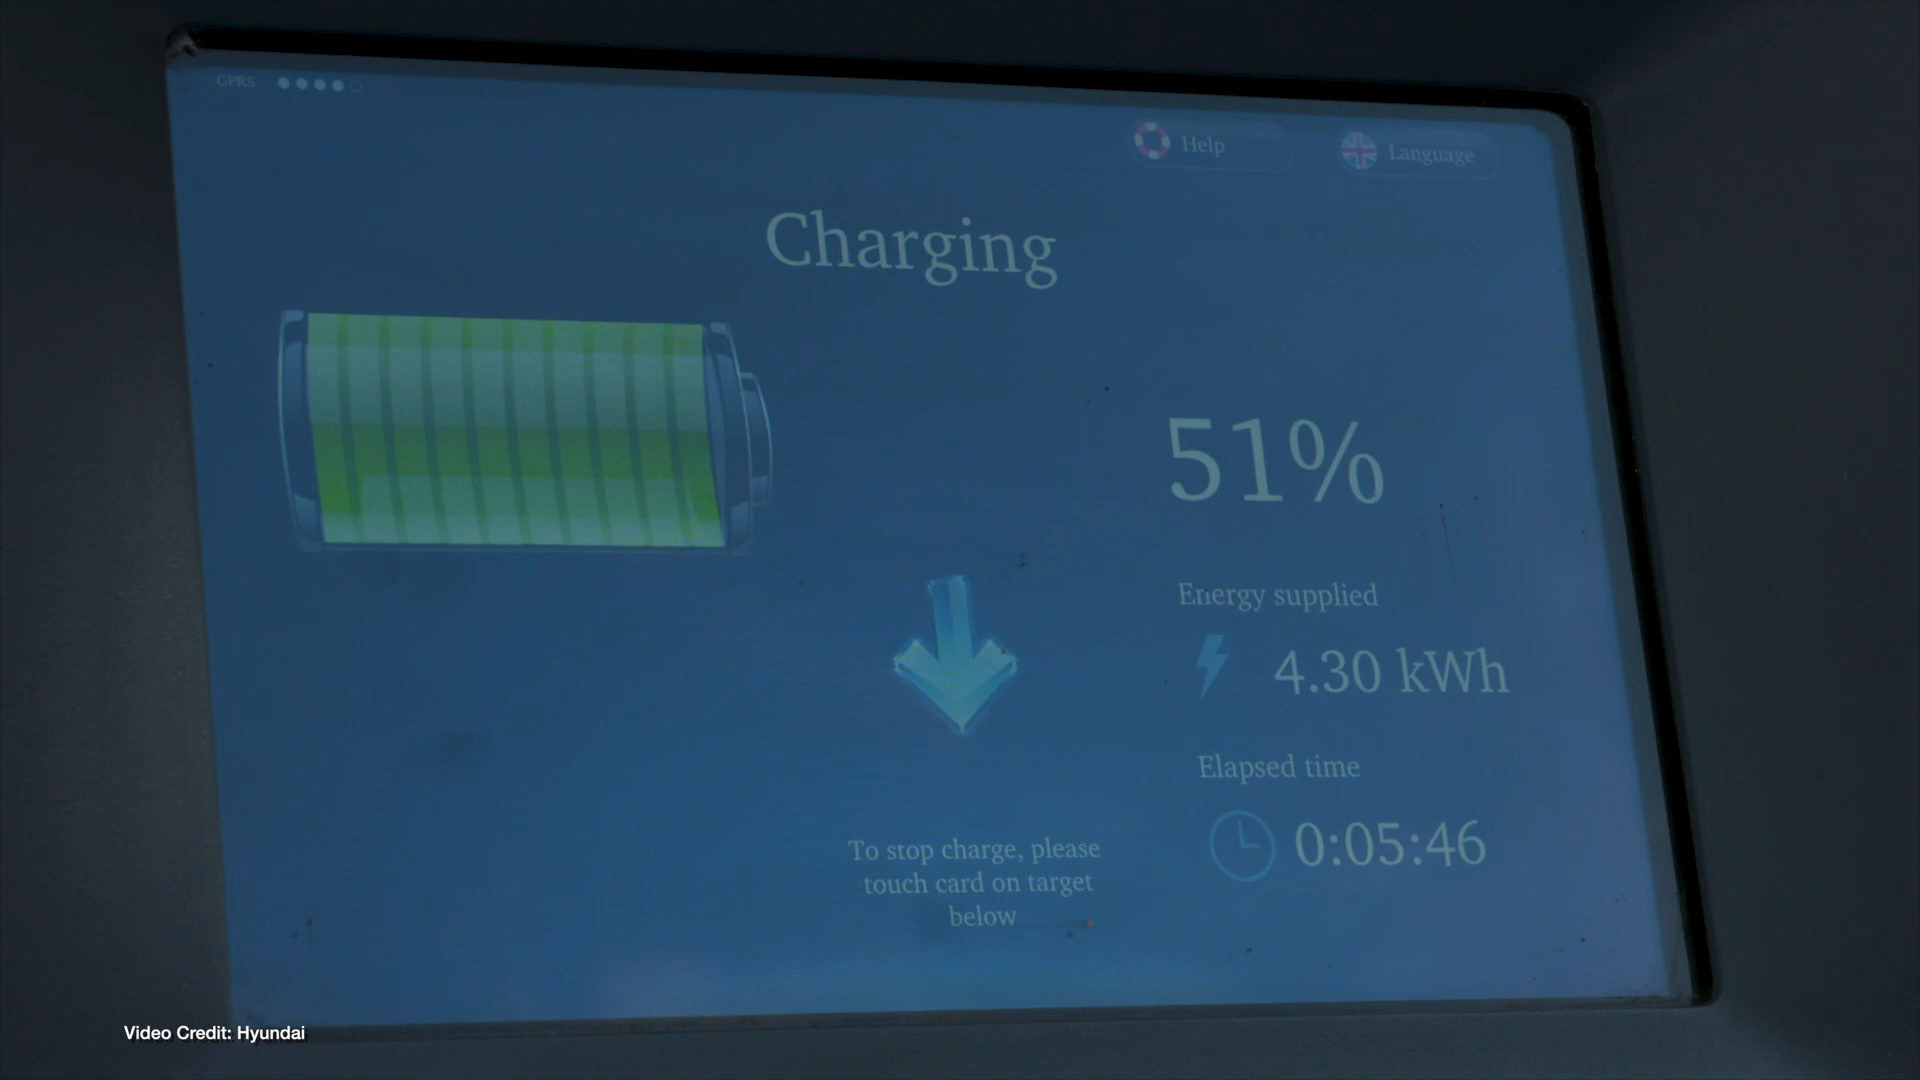 GPRS
Help
Language
Charging
51%
Energy supplied
4.30 kWh
Elapsed time
0:05:46
To stop charge, please
touch card on target
below
Video Credit: Hyundai